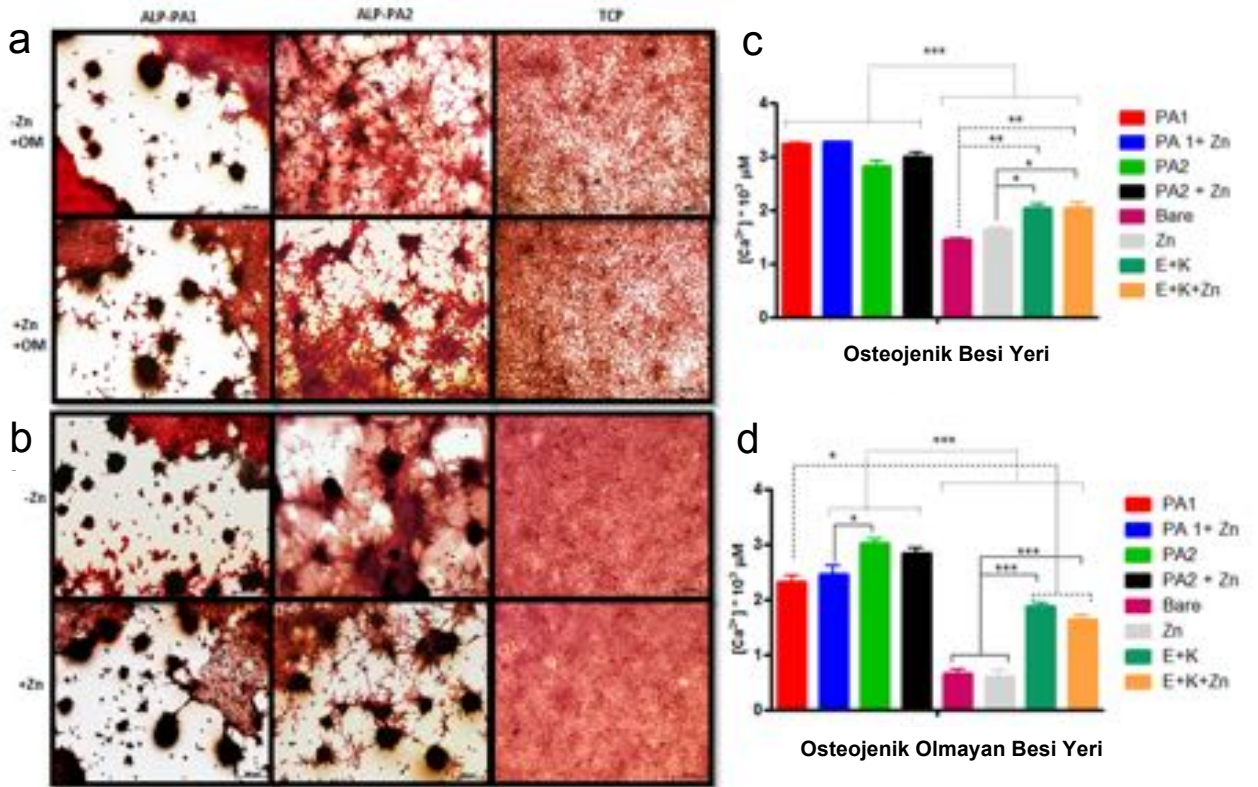 ALP-PA1
ALP-PA2
TCP
a
-Zn
+OM
+Zn
+OM
b
-Zn
+Zn
c
***
**
**
*
*
4
3
2
1
0
[Ca²⁺] * 10³ µM
PA1
PA 1+ Zn
PA2
PA2 + Zn
Bare
Zn
E+K
E+K+Zn
Osteojenik Besi Yeri
d
***
*
*
***
***
4
3
2
1
0
[Ca²⁺] * 10³ µM
PA1
PA 1+ Zn
PA2
PA2 + Zn
Bare
Zn
E+K
E+K+Zn
Osteojenik Olmayan Besi Yeri